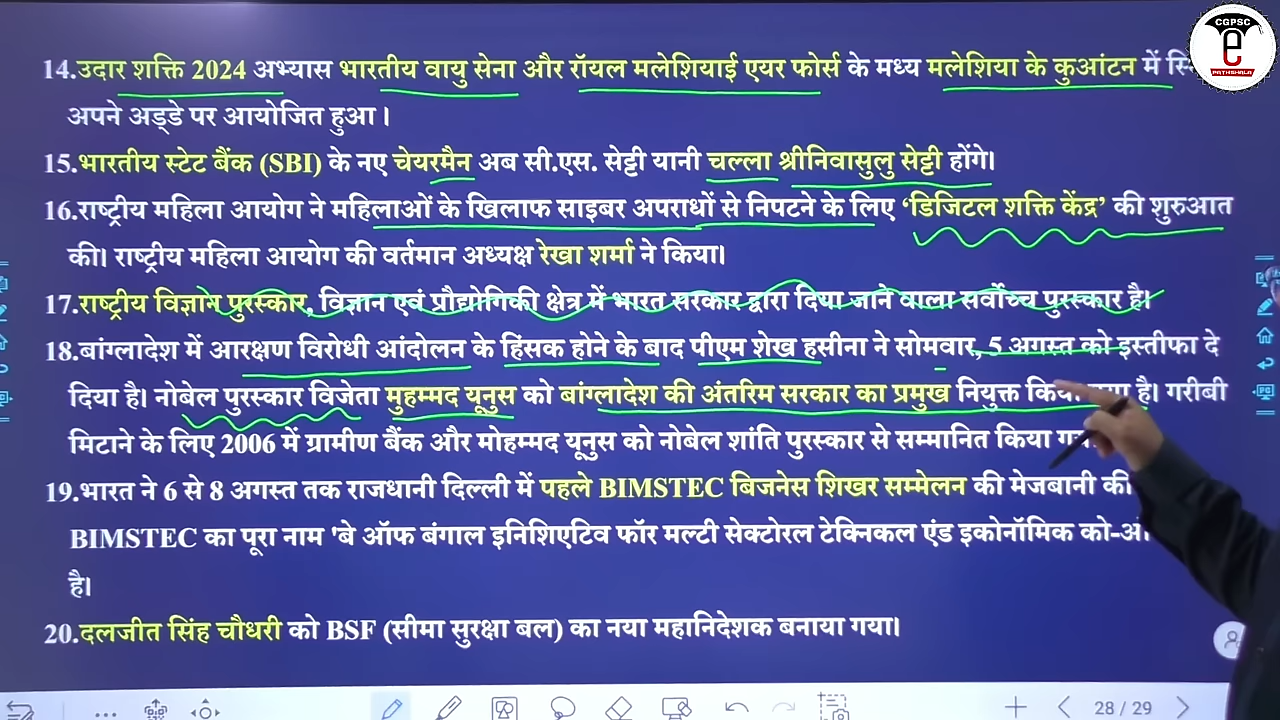 CGPSC
e
PATHSHALA
14.उदार शक्ति 2024 अभ्यास भारतीय वायु सेना और रॉयल मलेशियाई एयर फोर्स के मध्य मलेशिया के कुआंटन में
अपने अड्डे पर आयोजित हुआ।
15.भारतीय स्टेट बैंक (SBI) के नए चेयरमैन अब सी.एस. सेट्टी यानी चल्ला श्रीनिवासुलु सेट्टी होंगे।
16.राष्ट्रीय महिला आयोग ने महिलाओं के खिलाफ साइबर अपराधों से निपटने के लिए ‘डिजिटल शक्ति केंद्र’ की शुरुआत
की। राष्ट्रीय महिला आयोग की वर्तमान अध्यक्ष रेखा शर्मा ने किया।
17.राष्ट्रीय विज्ञान पुरस्कार, विज्ञान एवं प्रौद्योगिकी क्षेत्र में भारत सरकार द्वारा दिया जाने वाला सर्वोच्च पुरस्कार है।
18.बांग्लादेश में आरक्षण विरोधी आंदोलन के हिंसक होने के बाद पीएम शेख हसीना ने सोमवार, 5 अगस्त को इस्तीफा दे
दिया है। नोबेल पुरस्कार विजेता मुहम्मद यूनुस को बांग्लादेश की अंतरिम सरकार का प्रमुख नियुक्त है। गरीबी
मिटाने के लिए 2006 में ग्रामीण बैंक और मोहम्मद यूनुस को नोबेल शांति पुरस्कार से सम्मानित किया
19.भारत ने 6 से 8 अगस्त तक राजधानी दिल्ली में पहले BIMSTEC बिजनेस शिखर सम्मेलन की मेजबानी की
BIMSTEC का पूरा नाम 'बे ऑफ बंगाल इनिशिएटिव फॉर मल्टी सेक्टोरल टेक्निकल एंड इकोनॉमिक
है।
20.दलजीत सिंह चौधरी को BSF (सीमा सुरक्षा बल) का नया महानिदेशक बनाया गया।
28 / 29